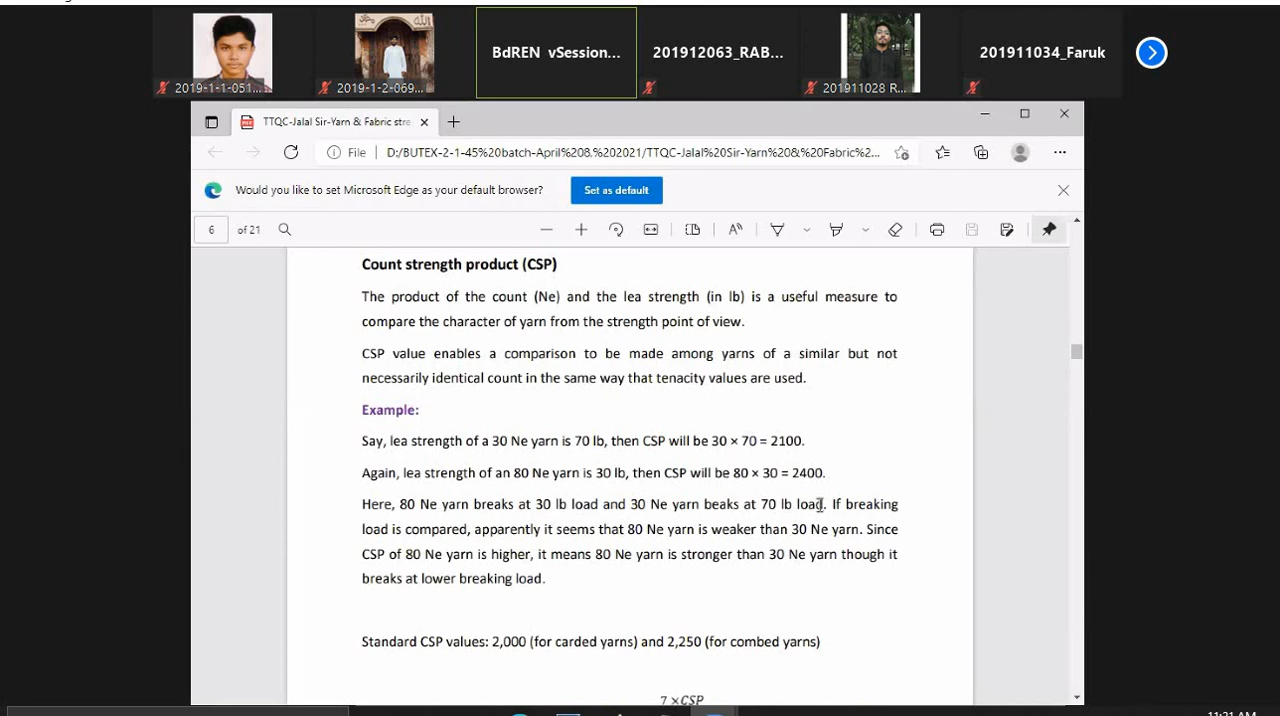 BdREN vSession...
201912063_RAB...
201911034_Faruk
2019-1-1-051...
2019-1-2-069...
201911028 R...
TTQC-Jalal Sir-Yarn & Fabric stre
File D:/BUTEX-2-1-45%20batch-April%208.%202021/TTQC-Jalal%20Sir-Yarn%20&%20Fabric%2...
Would you like to set Microsoft Edge as your default browser? Set as default
6 of 21
Count strength product (CSP)
The product of the count (Ne) and the lea strength (in lb) is a useful measure to
compare the character of yarn from the strength point of view.
CSP value enables a comparison to be made among yarns of a similar but not
necessarily identical count in the same way that tenacity values are used.
Example:
Say, lea strength of a 30 Ne yarn is 70 lb, then CSP will be 30 × 70 = 2100.
Again, lea strength of an 80 Ne yarn is 30 lb, then CSP will be 80 × 30 = 2400.
Here, 80 Ne yarn breaks at 30 lb load and 30 Ne yarn beaks at 70 lb load. If breaking
load is compared, apparently it seems that 80 Ne yarn is weaker than 30 Ne yarn. Since
CSP of 80 Ne yarn is higher, it means 80 Ne yarn is stronger than 30 Ne yarn though it
breaks at lower breaking load.
Standard CSP values: 2,000 (for carded yarns) and 2,250 (for combed yarns)
7 ×CSP